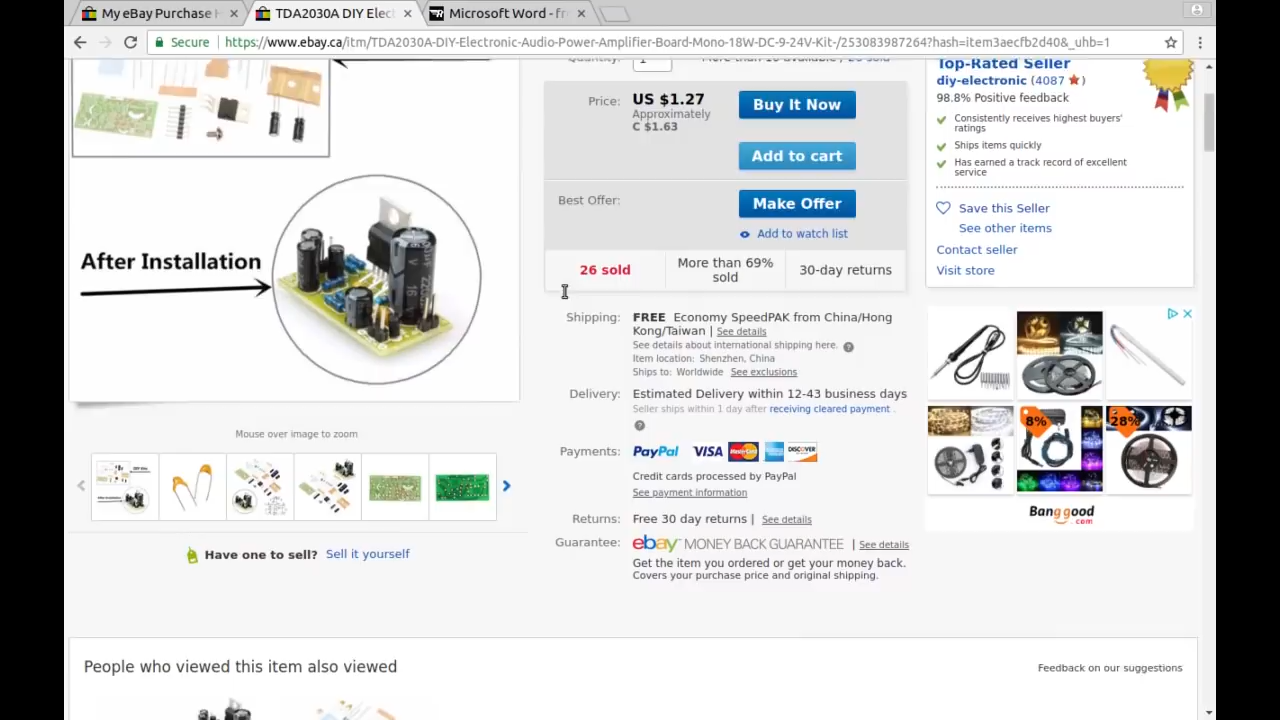 My eBay Purchase H
TDA2030A DIY Elect
Microsoft Word - fr
Secure
https://www.ebay.ca/itm/TDA2030A-DIY-Electronic-Audio-Power-Amplifier-Board-Mono-18W-DC-9-24V-Kit-/253083987264?hash=item3aecfb2d40&_uhb=1
Quantity:
1
More than 10 available / 26 sold
Price:
US $1.27
Approximately
C $1.63
Buy It Now
Add to cart
Best Offer:
Make Offer
Add to watch list
26 sold
More than 69%
sold
30-day returns
Shipping:
FREE Economy SpeedPAK from China/Hong
Kong/Taiwan | See details
See details about international shipping here.
Item location: Shenzhen, China
Ships to: Worldwide See exclusions
Delivery:
Estimated Delivery within 12-43 business days
Seller ships within 1 day after receiving cleared payment .
Payments:
PayPal VISA MasterCard DISCOVER
Credit cards processed by PayPal
See payment information
Returns:
Free 30 day returns | See details
Guarantee:
ebay MONEY BACK GUARANTEE | See details
Get the item you ordered or get your money back.
Covers your purchase price and original shipping.
After Installation
Mouse over image to zoom
Have one to sell? Sell it yourself
Top-Rated Seller
diy-electronic (4087 )
98.8% Positive feedback
Consistently receives highest buyers'
ratings
Ships items quickly
Has earned a track record of excellent
service
Save this Seller
See other items
Contact seller
Visit store
8%
28%
Banggood
.com
People who viewed this item also viewed
Feedback on our suggestions